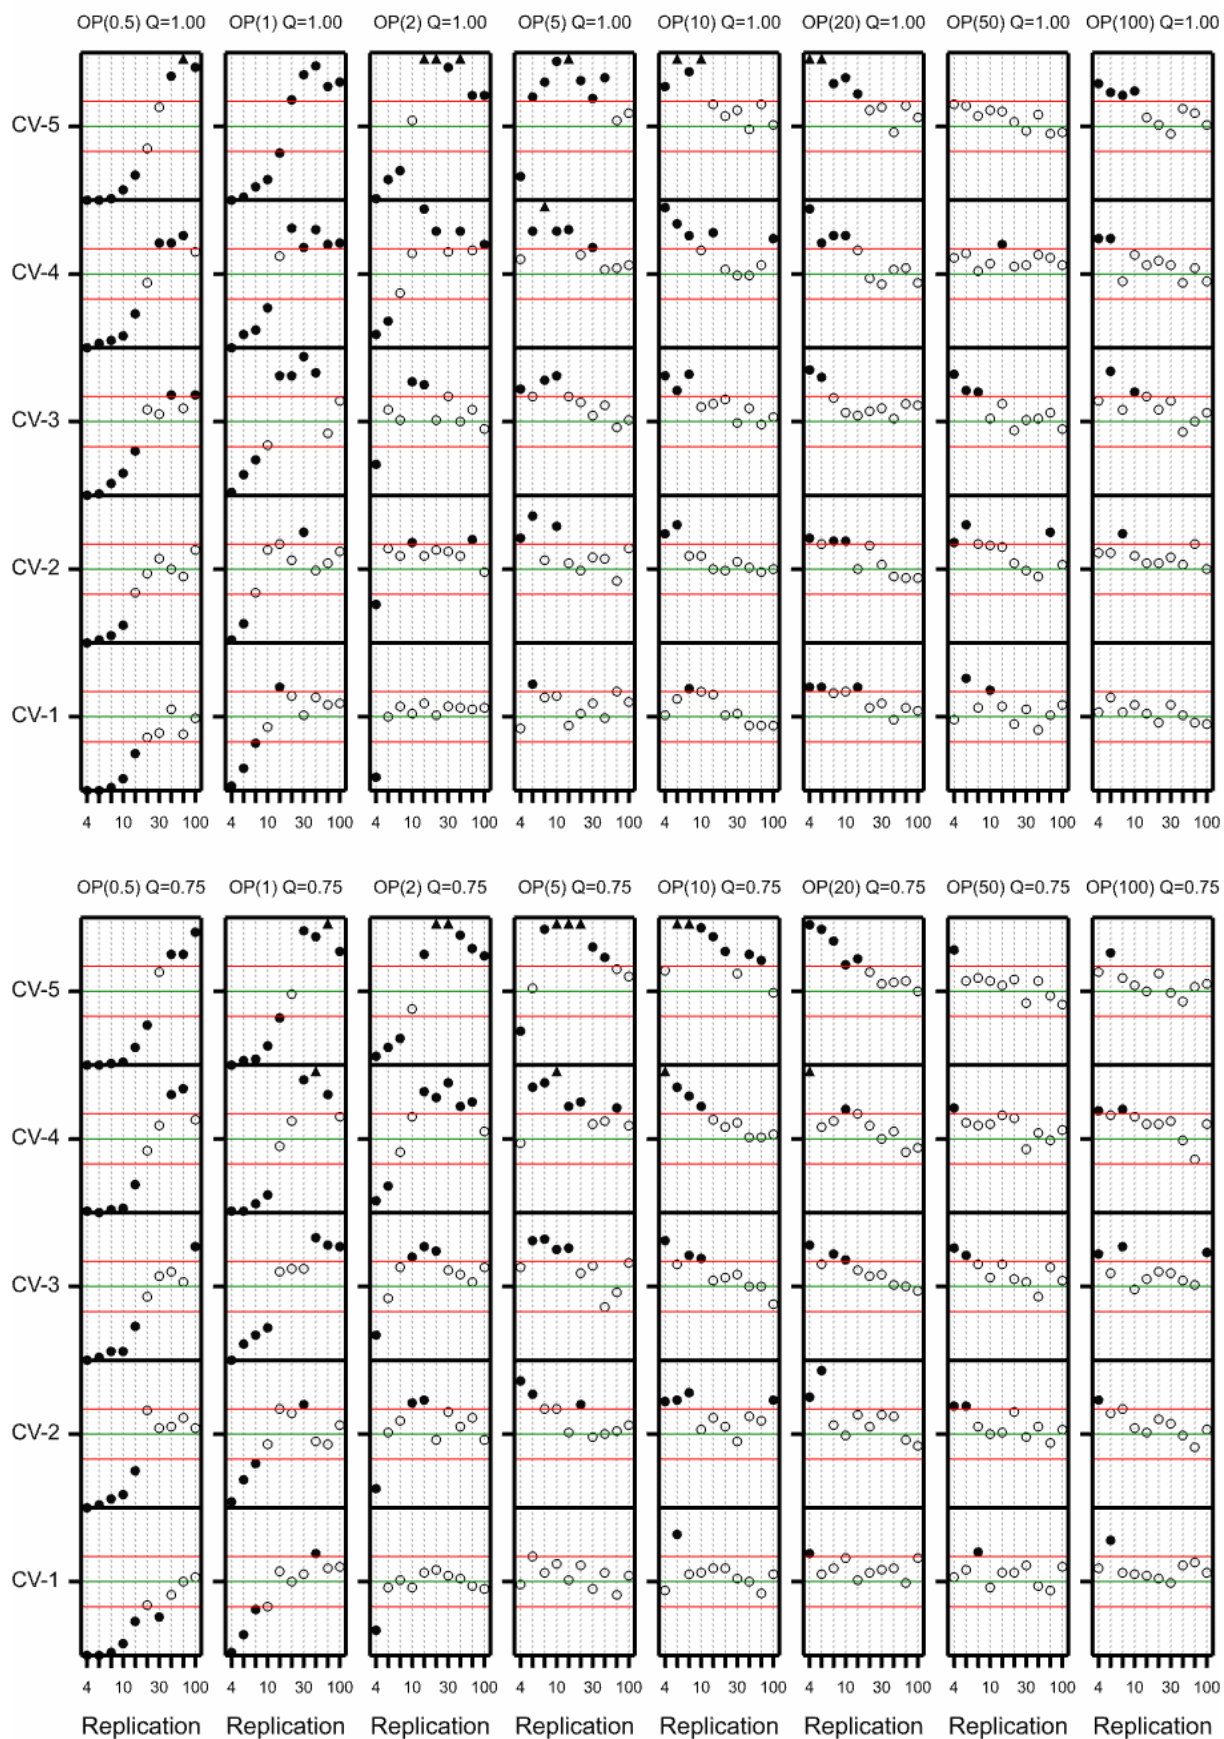 OP(0.5) Q=1.00 OP(1) Q=1.00 OP(2) Q=1.00 OP(5) Q=1.00 OP(10) Q=1.00 OP(20) Q=1.00 OP(50) Q=1.00 OP(100) Q=1.00
CV-5
CV-4
CV-3
CV-2
CV-1
4 10 30 100 4 10 30 100 4 10 30 100 4 10 30 100 4 10 30 100 4 10 30 100 4 10 30 100 4 10 30 100
OP(0.5) Q=0.75 OP(1) Q=0.75 OP(2) Q=0.75 OP(5) Q=0.75 OP(10) Q=0.75 OP(20) Q=0.75 OP(50) Q=0.75 OP(100) Q=0.75
CV-5
CV-4
CV-3
CV-2
CV-1
4 10 30 100 4 10 30 100 4 10 30 100 4 10 30 100 4 10 30 100 4 10 30 100 4 10 30 100 4 10 30 100
Replication Replication Replication Replication Replication Replication Replication Replication